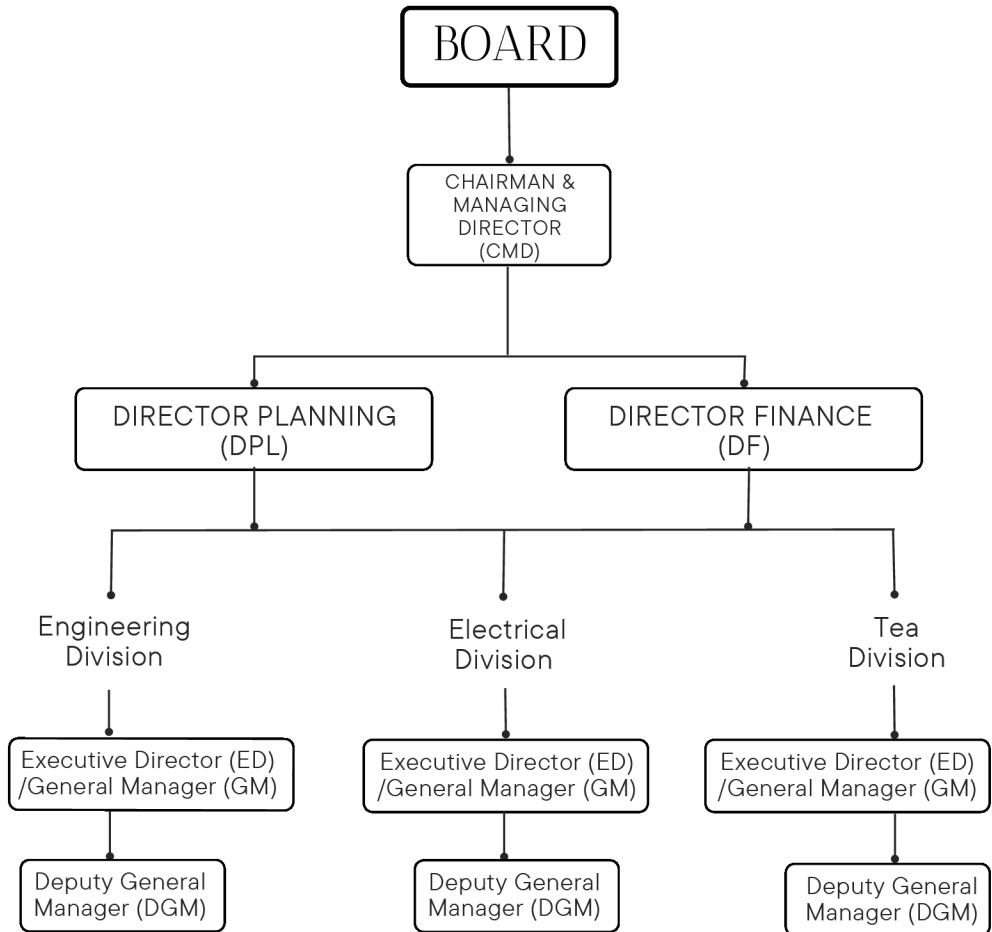 BOARD
CHAIRMAN &
MANAGING
DIRECTOR
(CMD)
DIRECTOR PLANNING
(DPL)
DIRECTOR FINANCE
(DF)
Engineering
Division
Electrical
Division
Tea
Division
Executive Director (ED)
/General Manager (GM)
Executive Director (ED)
/General Manager (GM)
Executive Director (ED)
/General Manager (GM)
Deputy General
Manager (DGM)
Deputy General
Manager (DGM)
Deputy General
Manager (DGM)